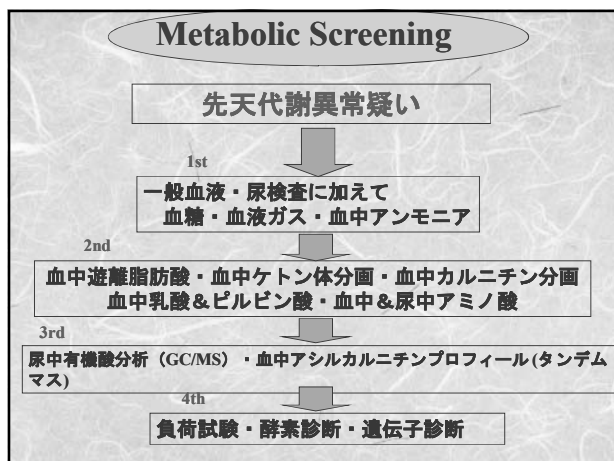 Metabolic Screening
先天代謝異常疑い
1st
一般血液・尿検査に加えて
血糖・血液ガス・血中アンモニア
2nd
血中遊離脂肪酸・血中ケトン体分画・血中カルニチン分画
血中乳酸&ピルビン酸・血中&尿中アミノ酸
3rd
尿中有機酸分析（GC/MS）・血中アシルカルニチンプロフィール(タンデム
マス)
4th
負荷試験・酵素診断・遺伝子診断